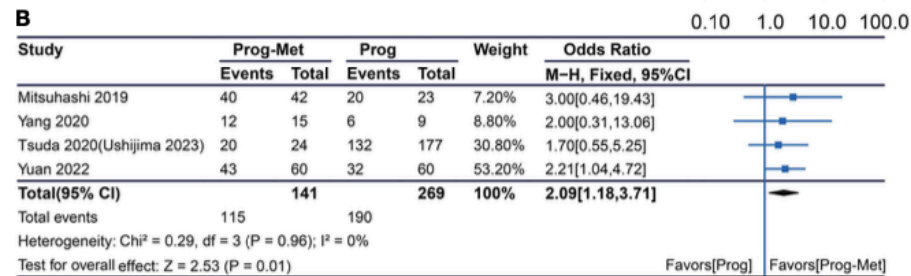 B
0.10 1.0 10.0 100.0
Study Prog-Met Prog Weight Odds Ratio
Events Total Events Total M−H, Fixed, 95%CI
Mitsuhashi 2019 40 42 20 23 7.20% 3.00[0.46,19.43]
Yang 2020 12 15 6 9 8.80% 2.00[0.31,13.06]
Tsuda 2020(Ushijima 2023) 20 24 132 177 30.80% 1.70[0.55,5.25]
Yuan 2022 43 60 32 60 53.20% 2.21[1.04,4.72]
Total(95% CI) 141 269 100% 2.09[1.18,3.71]
Total events 115 190
Heterogeneity: Chi² = 0.29, df = 3 (P = 0.96); I² = 0%
Test for overall effect: Z = 2.53 (P = 0.01) Favors[Prog] Favors[Prog-Met]